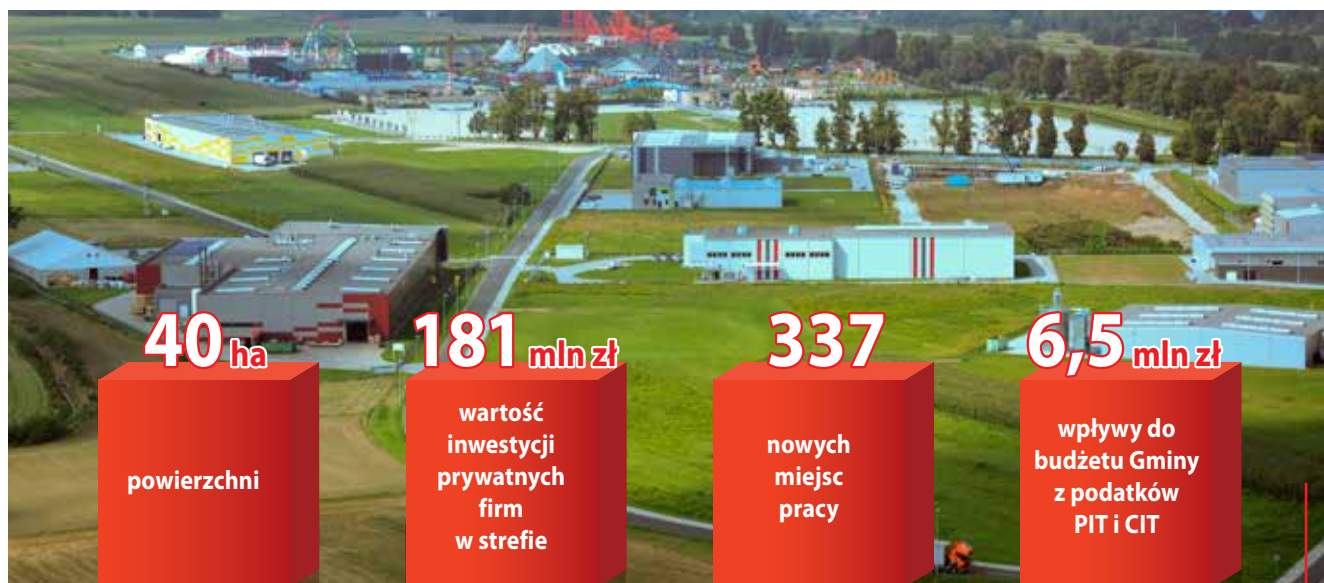 40 ha
powierzchni
181 mln zł
wartość
inwestycji
prywatnych
firm
w strefie
337
nowych
miejsc
pracy
6,5 mln zł
wpływy do
budżetu Gminy
z podatków
PIT i CIT